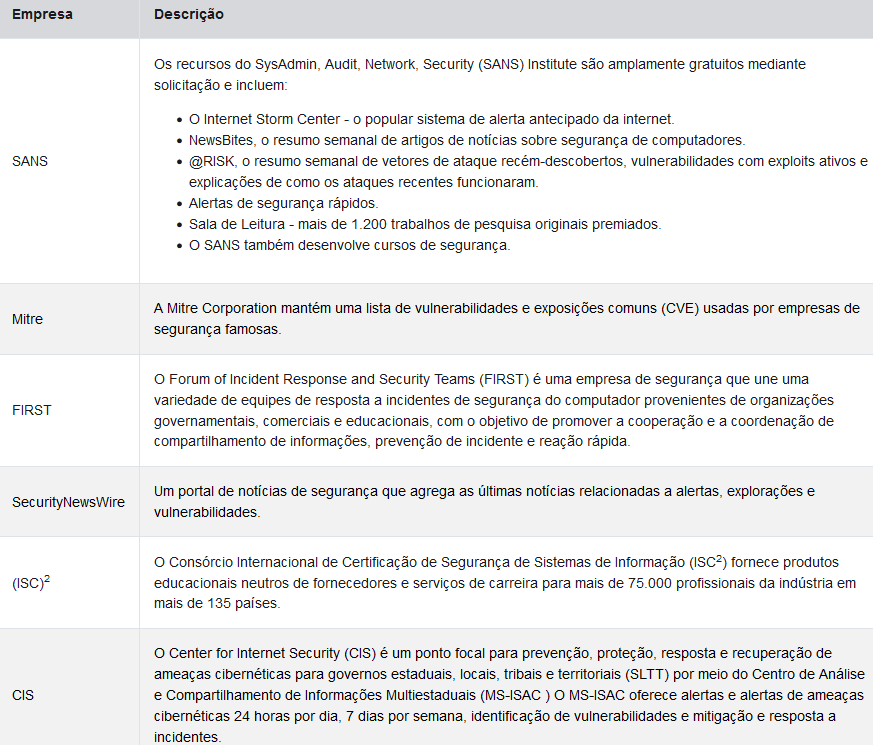 Empresa
Descrição
SANS
Os recursos do SysAdmin, Audit, Network, Security (SANS) Institute são amplamente gratuitos mediante
solicitação e incluem:
• O Internet Storm Center - o popular sistema de alerta antecipado da internet.
• NewsBites, o resumo semanal de artigos de notícias sobre segurança de computadores.
• @RISK, o resumo semanal de vetores de ataque recém-descobertos, vulnerabilidades com exploits ativos e
explicações de como os ataques recentes funcionaram.
• Alertas de segurança rápidos.
• Sala de Leitura - mais de 1.200 trabalhos de pesquisa originais premiados.
• O SANS também desenvolve cursos de segurança.
Mitre
A Mitre Corporation mantém uma lista de vulnerabilidades e exposições comuns (CVE) usadas por empresas de
segurança famosas.
FIRST
O Forum of Incident Response and Security Teams (FIRST) é uma empresa de segurança que une uma
variedade de equipes de resposta a incidentes de segurança do computador provenientes de organizações
governamentais, comerciais e educacionais, com o objetivo de promover a cooperação e a coordenação de
compartilhamento de informações, prevenção de incidente e reação rápida.
SecurityNewsWire
Um portal de notícias de segurança que agrega as últimas notícias relacionadas a alertas, explorações e
vulnerabilidades.
(ISC)²
O Consórcio Internacional de Certificação de Segurança de Sistemas de Informação (ISC²) fornece produtos
educacionais neutros de fornecedores e serviços de carreira para mais de 75.000 profissionais da indústria em
mais de 135 países.
CIS
O Center for Internet Security (CIS) é um ponto focal para prevenção, proteção, resposta e recuperação de
ameaças cibernéticas para governos estaduais, locais, tribais e territoriais (SLTT) por meio do Centro de Análise
e Compartilhamento de Informações Multiestaduais (MS-ISAC ) O MS-ISAC oferece alertas e alertas de ameaças
cibernéticas 24 horas por dia, 7 dias por semana, identificação de vulnerabilidades e mitigação e resposta a
incidentes.